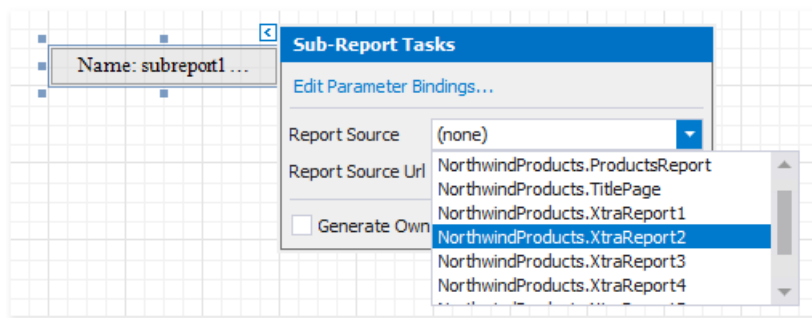 Name: subreport1 ...
Sub-Report Tasks
Edit Parameter Bindings...
Report Source (none)
Report Source Url
Generate Own
NorthwindProducts.ProductsReport
NorthwindProducts.TitlePage
NorthwindProducts.XtraReport1
NorthwindProducts.XtraReport2
NorthwindProducts.XtraReport3
NorthwindProducts.XtraReport4